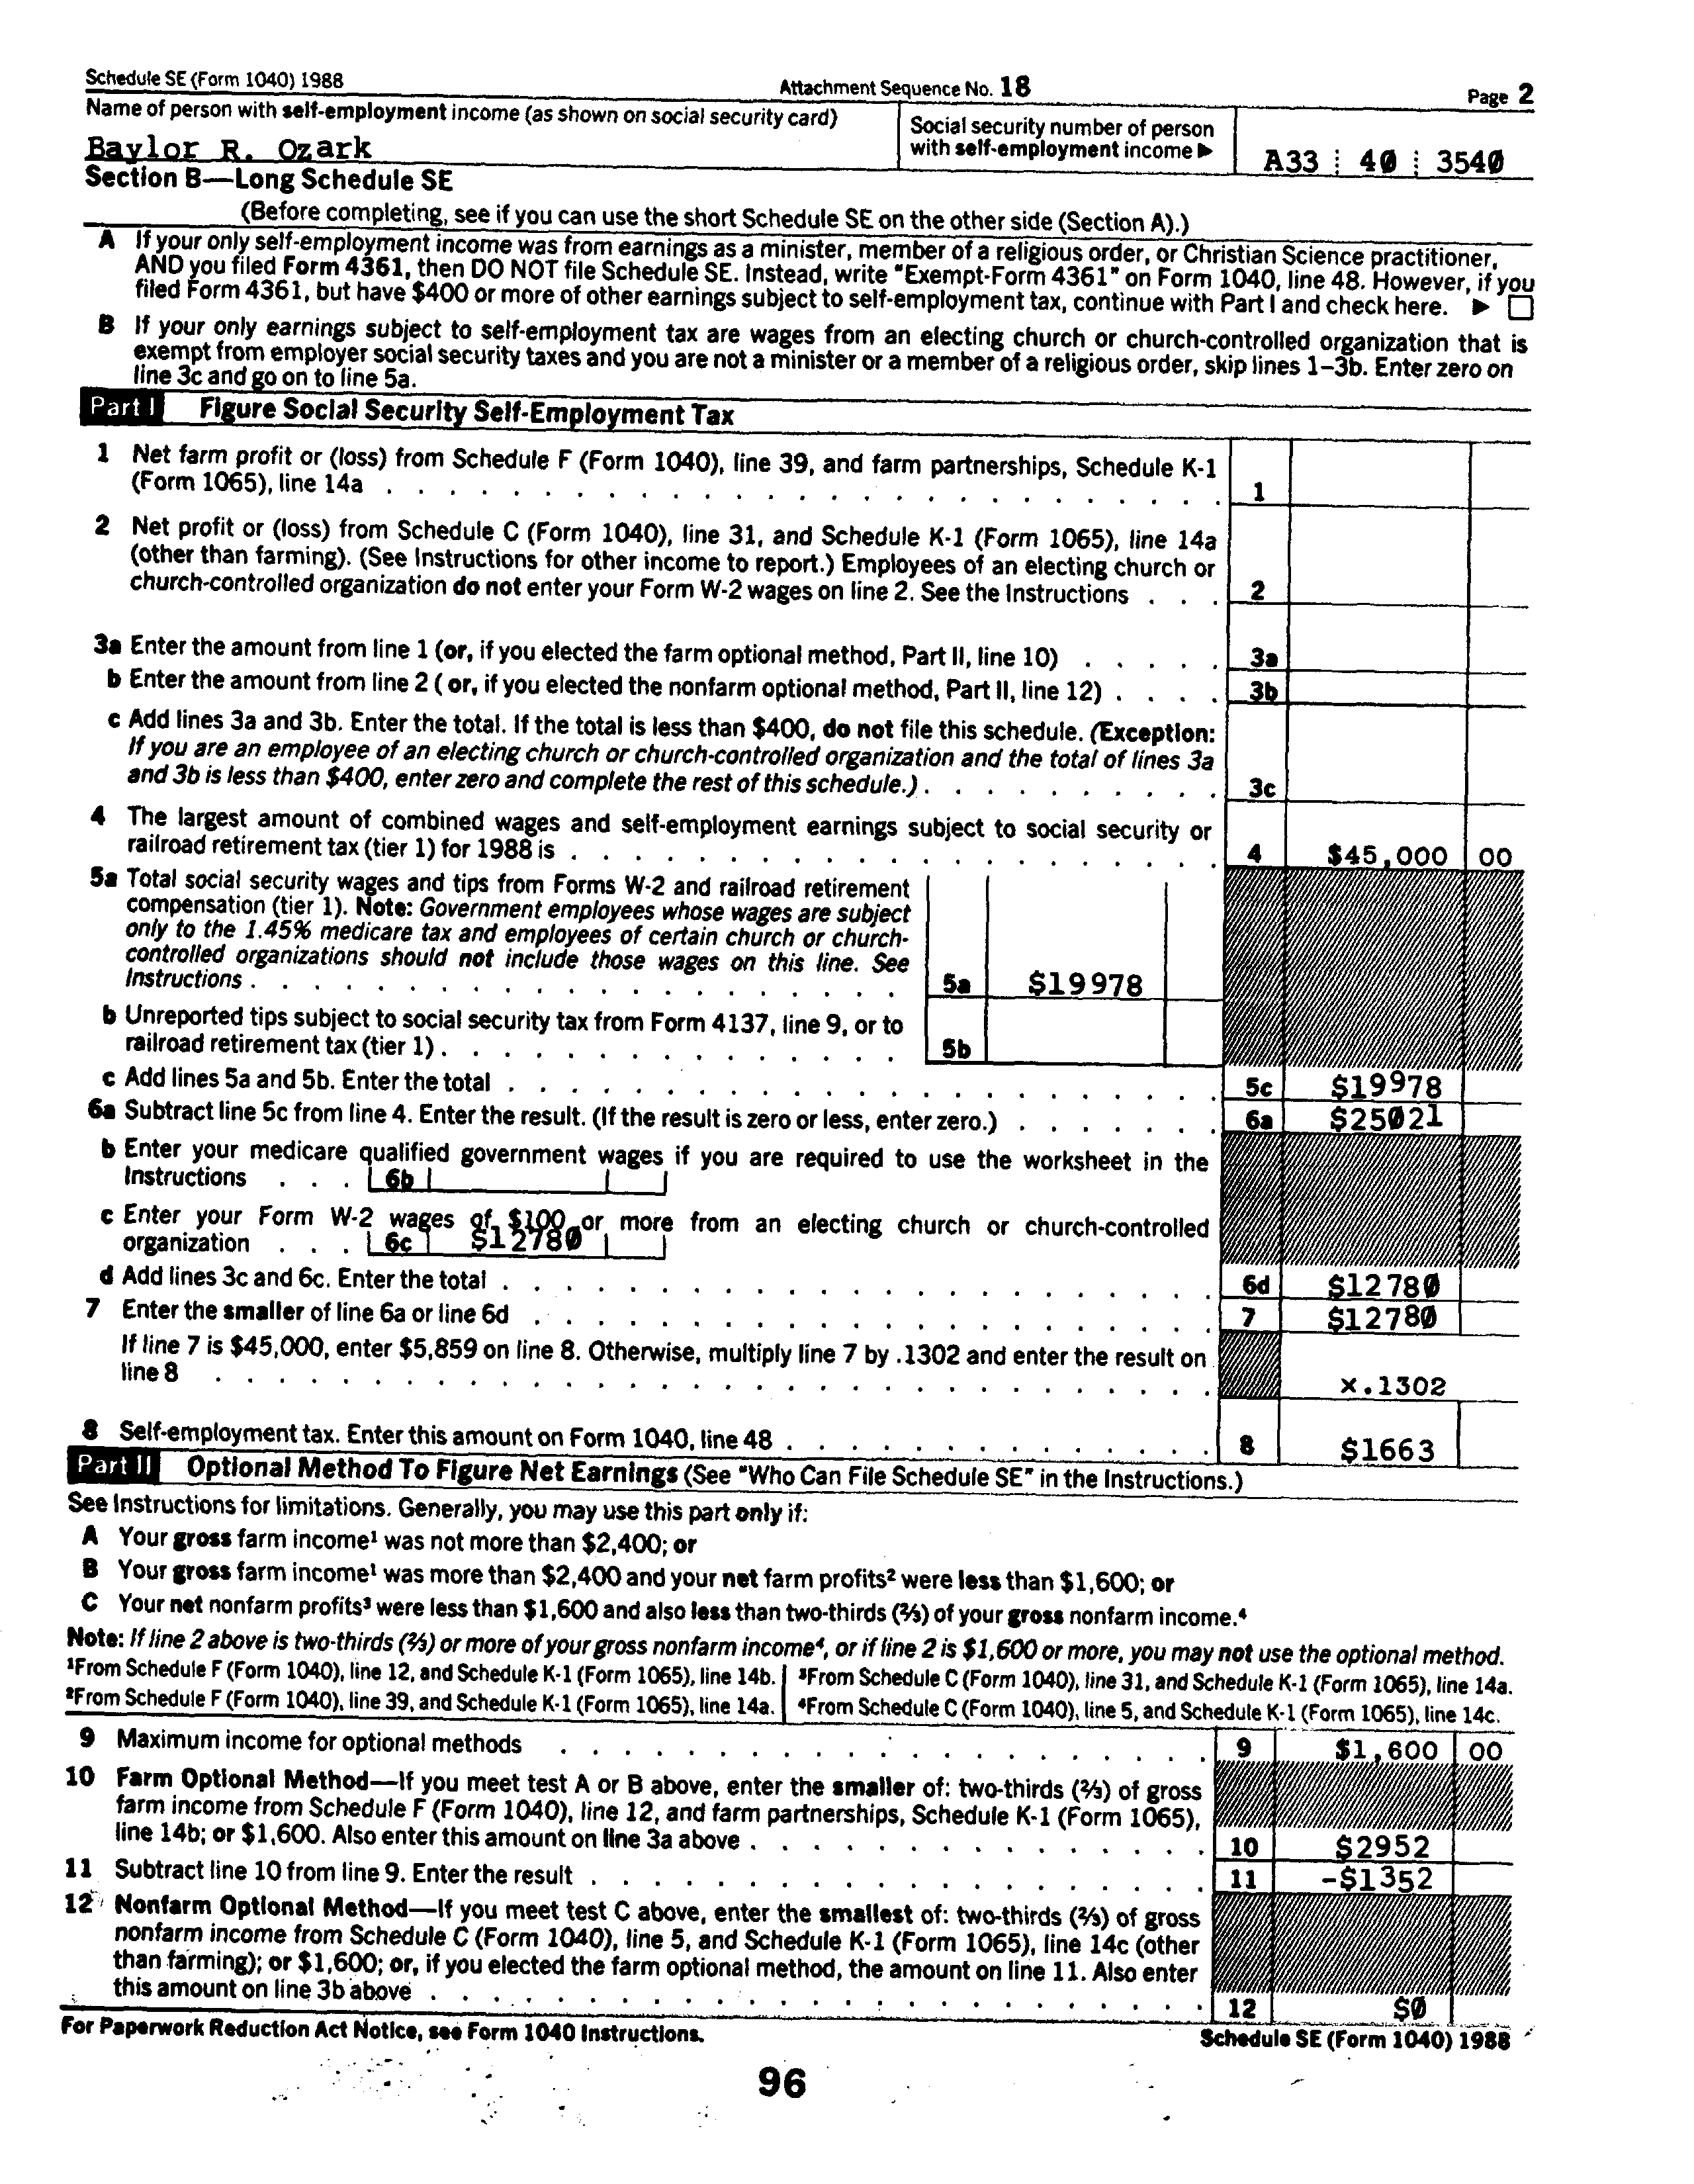 Schedule SE (Form 1040) 1988 Attachment Sequence No. 18 Page 2
Name of person with self-employment income (as shown on social security card)
Social security number of person
with self-employment income ▶
Baylor R. Ozark
A33 40 3540
Section B—Long Schedule SE
(Before completing, see if you can use the short Schedule SE on the other side (Section A).)
A If your only self-employment income was from earnings as a minister, member of a religious order, or Christian Science practitioner,
AND you filed Form 4361, then DO NOT file Schedule SE. Instead, write "Exempt-Form 4361" on Form 1040, line 48. However, if you
filed Form 4361, but have $400 or more of other earnings subject to self-employment tax, continue with Part I and check here. ▶ ☐
B If your only earnings subject to self-employment tax are wages from an electing church or church-controlled organization that is
exempt from employer social security taxes and you are not a minister or a member of a religious order, skip lines 1–3b. Enter zero on
line 3c and go on to line 5a.
Part I Figure Social Security Self-Employment Tax
1 Net farm profit or (loss) from Schedule F (Form 1040), line 39, and farm partnerships, Schedule K-1
(Form 1065), line 14a . . . 1
2 Net profit or (loss) from Schedule C (Form 1040), line 31, and Schedule K-1 (Form 1065), line 14a
(other than farming). (See Instructions for other income to report.) Employees of an electing church or
church-controlled organization do not enter your Form W-2 wages on line 2. See the Instructions . . . 2
3a Enter the amount from line 1 (or, if you elected the farm optional method, Part II, line 10) . . . . . 3a
b Enter the amount from line 2 ( or, if you elected the nonfarm optional method, Part II, line 12) . . . . 3b
c Add lines 3a and 3b. Enter the total. If the total is less than $400, do not file this schedule. (Exception:
If you are an employee of an electing church or church-controlled organization and the total of lines 3a
and 3b is less than $400, enter zero and complete the rest of this schedule.) . . . 3c
4 The largest amount of combined wages and self-employment earnings subject to social security or
railroad retirement tax (tier 1) for 1988 is . . . 4 $45,000 00
5a Total social security wages and tips from Forms W-2 and railroad retirement
compensation (tier 1). Note: Government employees whose wages are subject
only to the 1.45% medicare tax and employees of certain church or church-
controlled organizations should not include those wages on this line. See
Instructions . . . 5a $19978
b Unreported tips subject to social security tax from Form 4137, line 9, or to
railroad retirement tax (tier 1) . . . 5b
c Add lines 5a and 5b. Enter the total . . . 5c $19978
6a Subtract line 5c from line 4. Enter the result. (If the result is zero or less, enter zero.) . . . 6a $25021
b Enter your medicare qualified government wages if you are required to use the worksheet in the
Instructions . . . 6b
c Enter your Form W-2 wages of $100 or more from an electing church or church-controlled
organization . . . 6c $12780
d Add lines 3c and 6c. Enter the total . . . 6d $12780
7 Enter the smaller of line 6a or line 6d . . . 7 $12780
If line 7 is $45,000, enter $5,859 on line 8. Otherwise, multiply line 7 by .1302 and enter the result on
line 8 . . . x.1302
8 Self-employment tax. Enter this amount on Form 1040, line 48 . . . 8 $1663
Part II Optional Method To Figure Net Earnings (See "Who Can File Schedule SE" in the Instructions.)
See Instructions for limitations. Generally, you may use this part only if:
A Your gross farm income¹ was not more than $2,400; or
B Your gross farm income¹ was more than $2,400 and your net farm profits² were less than $1,600; or
C Your net nonfarm profits³ were less than $1,600 and also less than two-thirds (⅔) of your gross nonfarm income.⁴
Note: If line 2 above is two-thirds (⅔) or more of your gross nonfarm income⁴, or if line 2 is $1,600 or more, you may not use the optional method.
¹From Schedule F (Form 1040), line 12, and Schedule K-1 (Form 1065), line 14b. ³From Schedule C (Form 1040), line 31, and Schedule K-1 (Form 1065), line 14a.
²From Schedule F (Form 1040), line 39, and Schedule K-1 (Form 1065), line 14a. ⁴From Schedule C (Form 1040), line 5, and Schedule K-1 (Form 1065), line 14c.
9 Maximum income for optional methods . . . 9 $1,600 00
10 Farm Optional Method—If you meet test A or B above, enter the smaller of: two-thirds (⅔) of gross
farm income from Schedule F (Form 1040), line 12, and farm partnerships, Schedule K-1 (Form 1065),
line 14b; or $1,600. Also enter this amount on line 3a above . . . 10 $2952
11 Subtract line 10 from line 9. Enter the result . . . 11 -$1352
12 Nonfarm Optional Method—If you meet test C above, enter the smallest of: two-thirds (⅔) of gross
nonfarm income from Schedule C (Form 1040), line 5, and Schedule K-1 (Form 1065), line 14c (other
than farming); or $1,600; or, if you elected the farm optional method, the amount on line 11. Also enter
this amount on line 3b above . . . 12 $0
For Paperwork Reduction Act Notice, see Form 1040 Instructions. Schedule SE (Form 1040) 1988
96